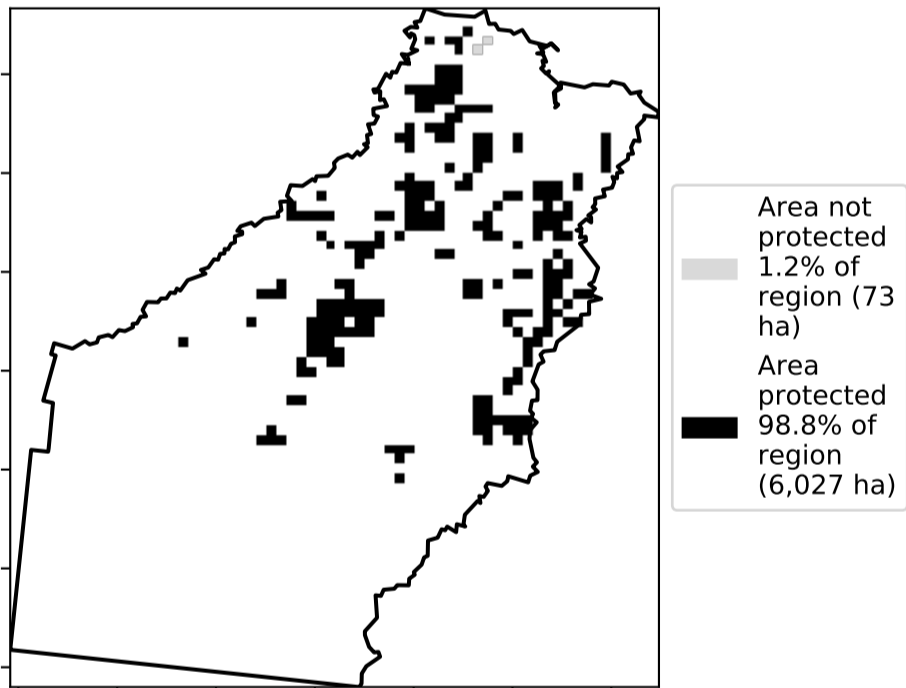 Area not
protected
1.2% of
region (73
ha)
Area
protected
98.8% of
region
(6,027 ha)